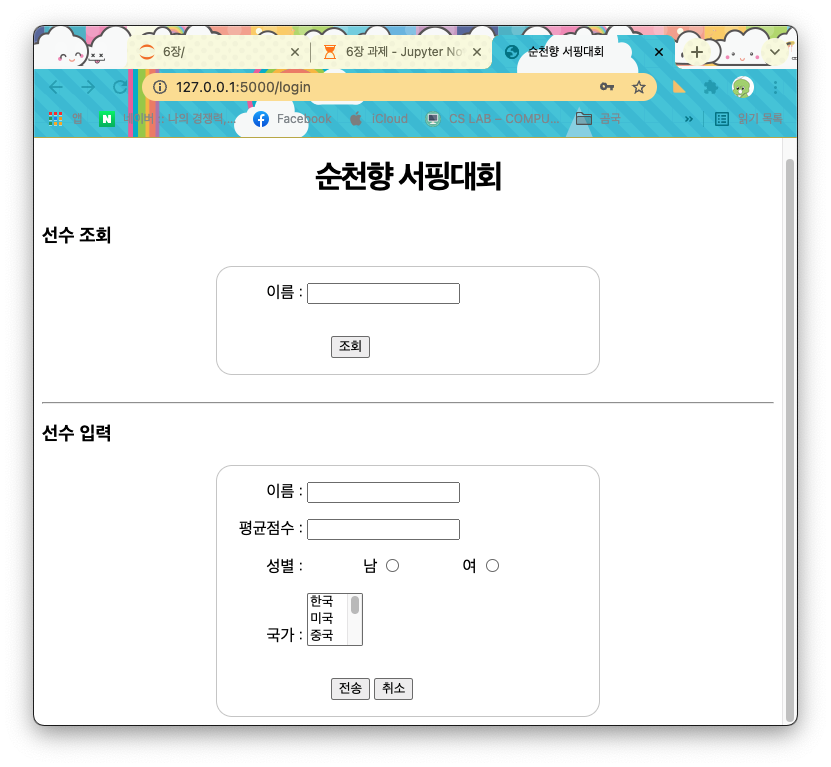 6장/
6장 과제 - Jupyter No
순천향 서핑대회
127.0.0.1:5000/login
앱
네이버 :: 나의 경쟁력,...
Facebook
iCloud
CS LAB – COMPU...
꿈국
»
읽기 목록
순천향 서핑대회
선수 조회
이름 :
조회
선수 입력
이름 :
평균점수 :
성별 : 남 여
한국
미국
중국
국가 :
전송 취소